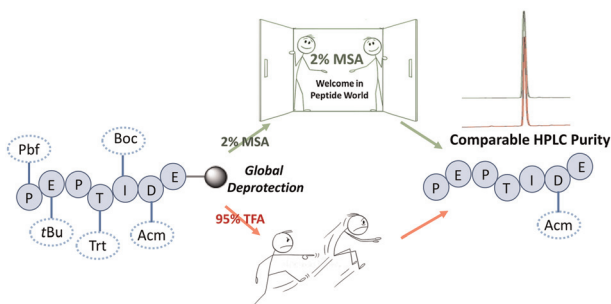 2% MSA
Welcome in
Peptide World
2% MSA
Comparable HPLC Purity
Pbf
Boc
P E P T I D E
tBu
Trt
Acm
Global
Deprotection
95% TFA
P E P T I D E
Acm